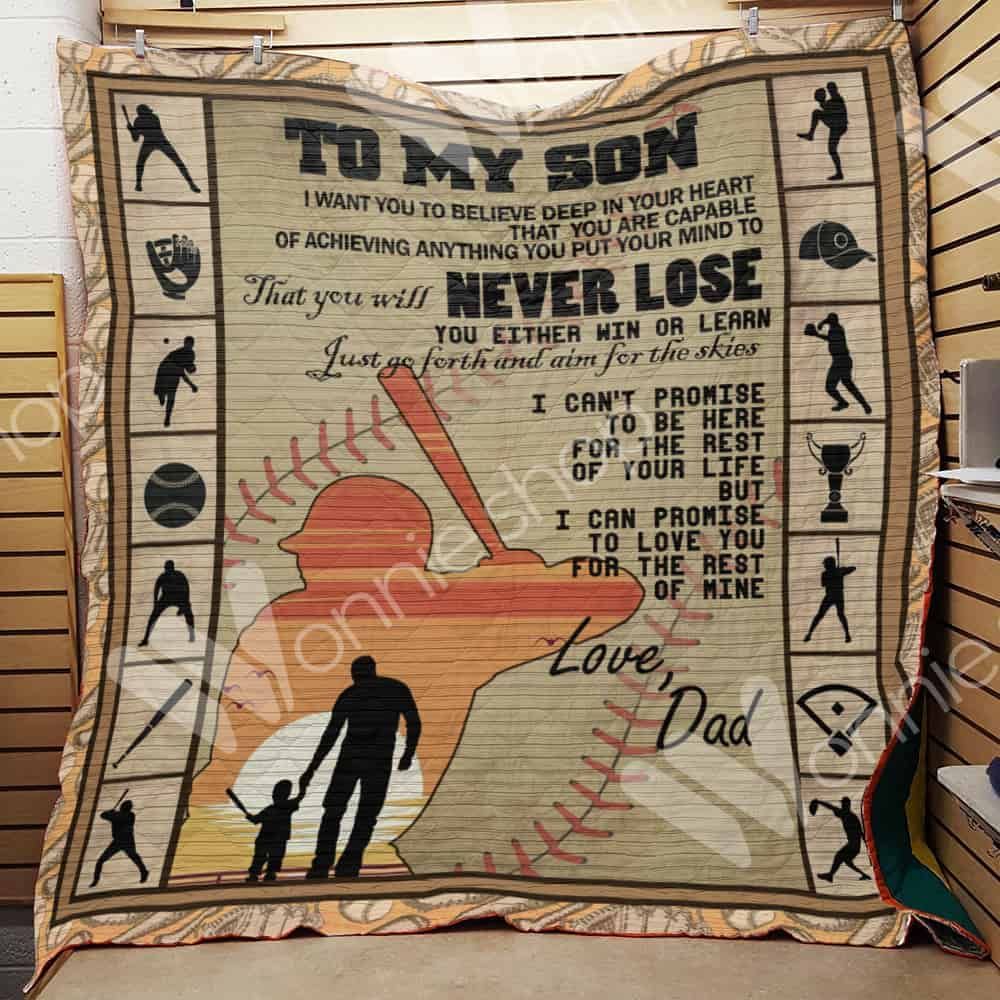 TO MY SON
I WANT YOU TO BELIEVE DEEP IN YOUR HEART
THAT YOU ARE CAPABLE
OF ACHIEVING ANYTHING YOU PUT YOUR MIND TO
That you will NEVER LOSE
YOU EITHER WIN OR LEARN
Just go forth and aim for the skies
I CAN'T PROMISE
TO BE HERE
FOR THE REST
OF YOUR LIFE
BUT
I CAN PROMISE
TO LOVE YOU
FOR THE REST
OF MINE
Love,
Dad
Wonnie.shop